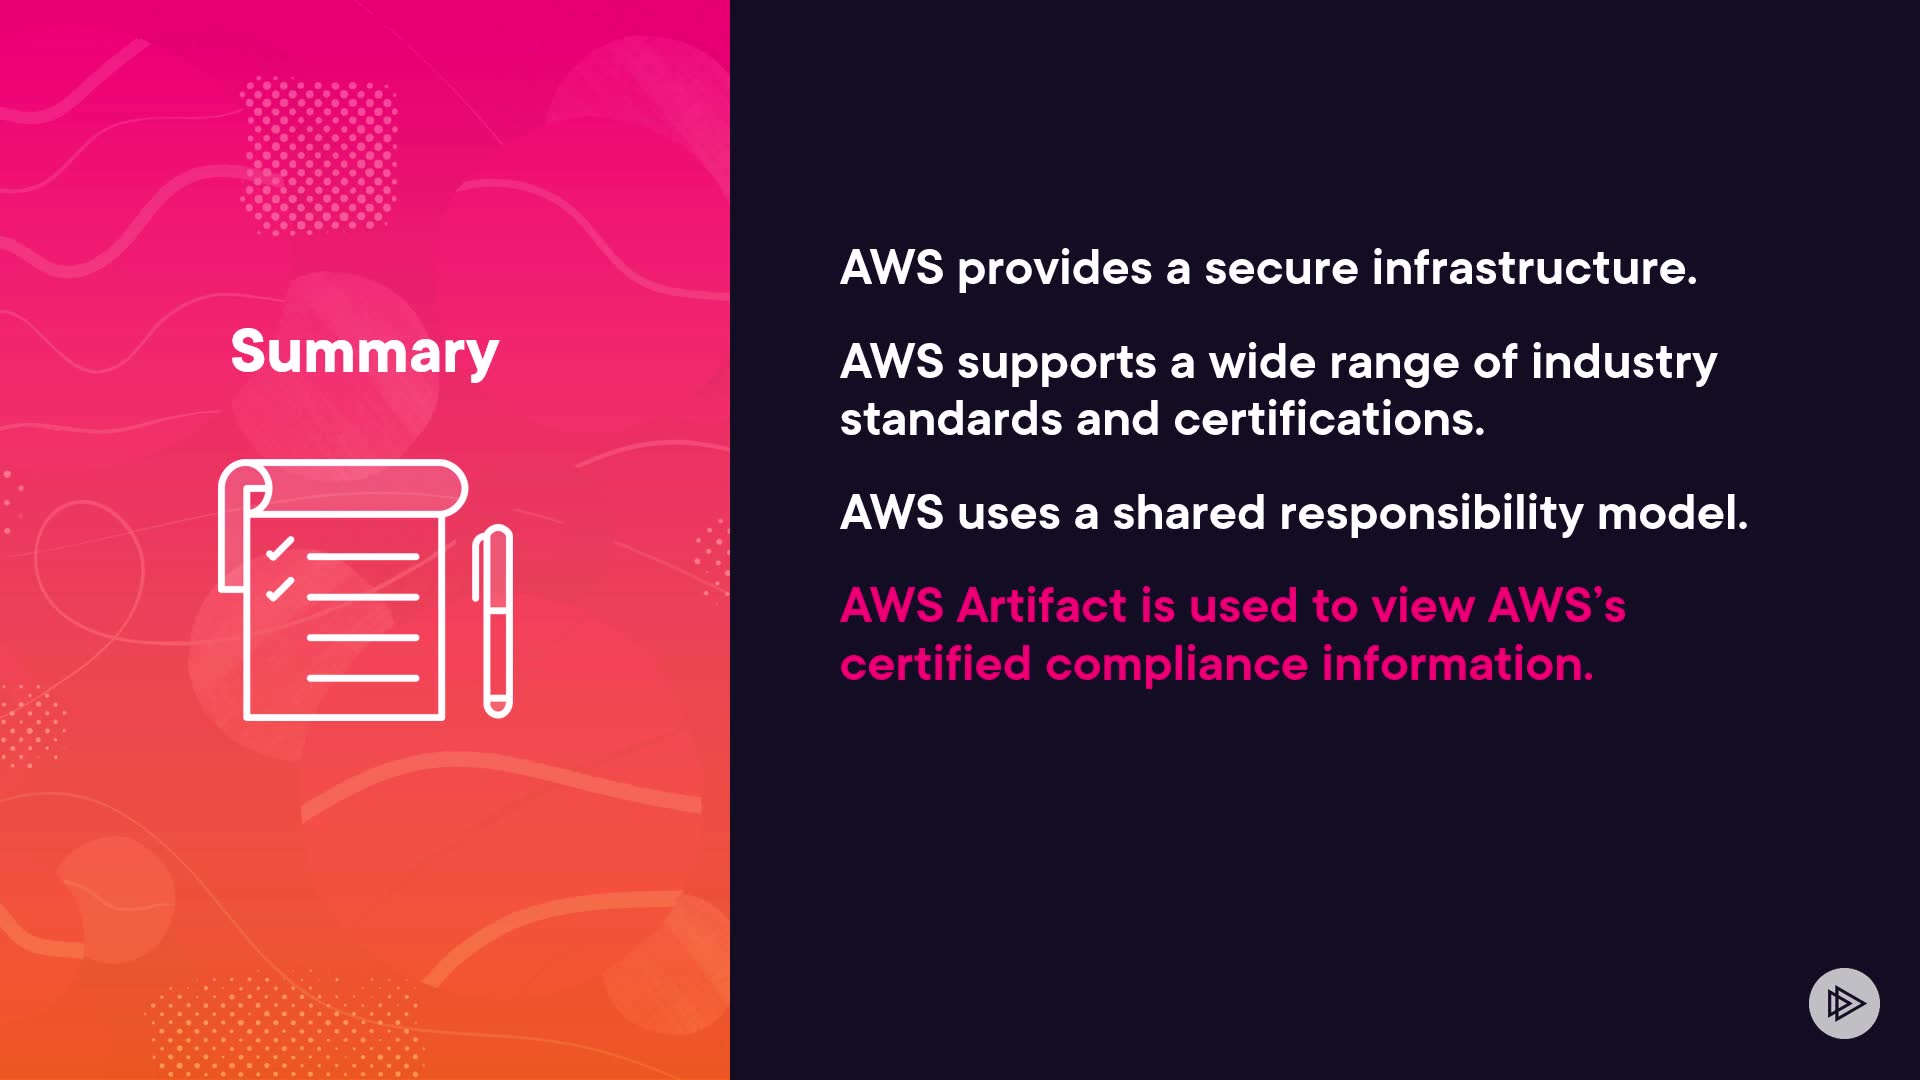 Summary
AWS provides a secure infrastructure.
AWS supports a wide range of industry
standards and certifications.
AWS uses a shared responsibility model.
AWS Artifact is used to view AWS’s
certified compliance information.